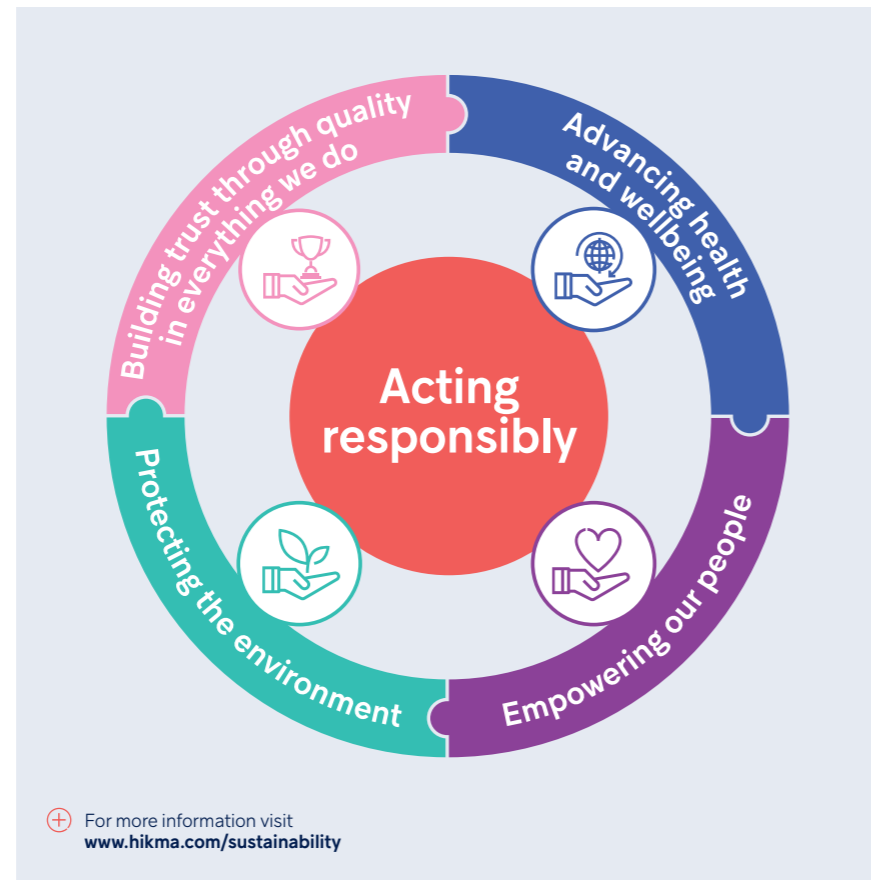 Building trust through quality
in everything we do
Advancing health
and wellbeing
Acting
responsibly
Protecting the environment
Empowering our people
For more information visit
www.hikma.com/sustainability